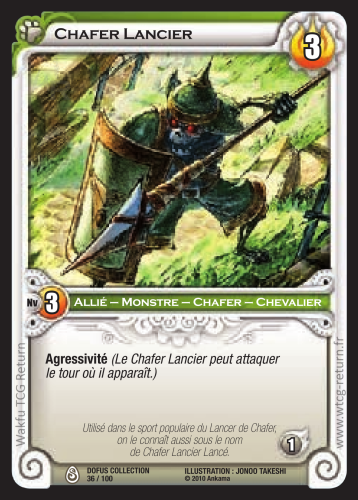 CHAFER LANCIER
3
Nv 3 ALLIÉ – MONSTRE – CHAFER – CHEVALIER
Agressivité (Le Chafer Lancier peut attaquer
le tour où il apparaît.)
Utilisé dans le sport populaire du Lancer de Chafer,
on le connaît aussi sous le nom
de Chafer Lancier Lancé.
1
DOFUS COLLECTION
36 / 100
ILLUSTRATION : JONOO TAKESHI
© 2010 Ankama
Wakfu TCG Return
www.wtcg-return.fr